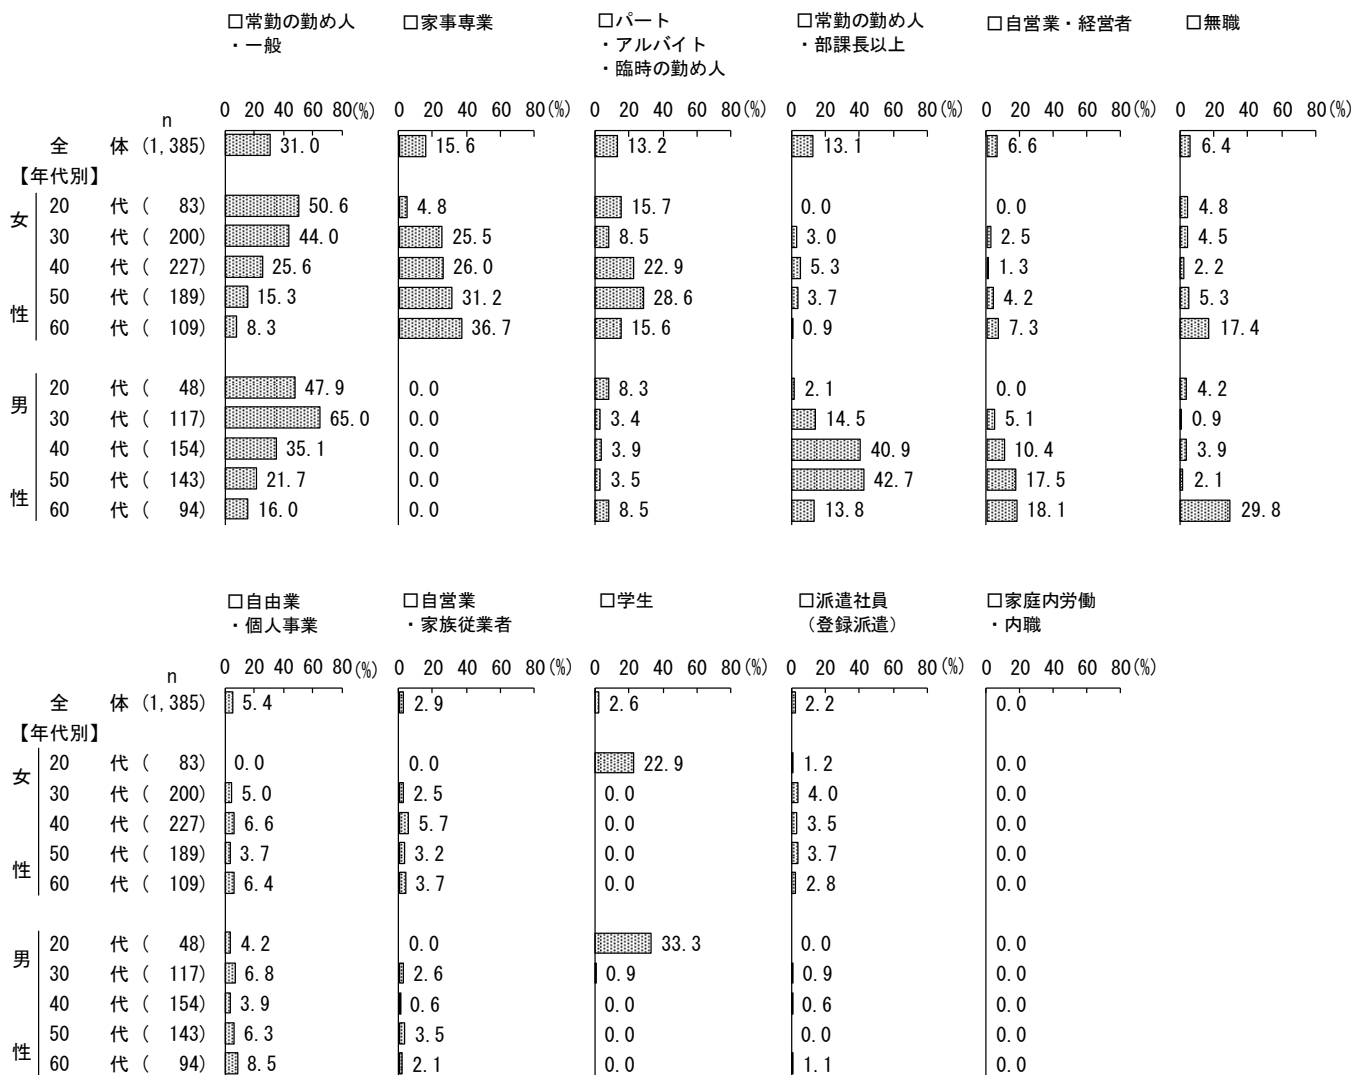 □常勤の勤め人 □家事専業 □パート □常勤の勤め人 □自営業・経営者 □無職
・一般 ・アルバイト ・部課長以上
・臨時の勤め人
n 0 20 40 60 80(%) 0 20 40 60 80(%) 0 20 40 60 80(%) 0 20 40 60 80(%) 0 20 40 60 80(%) 0 20 40 60 80(%)
全 体 (1,385) 31.0 15.6 13.2 13.1 6.6 6.4
【年代別】
女性
20 代 ( 83) 50.6 4.8 15.7 0.0 0.0 4.8
30 代 ( 200) 44.0 25.5 8.5 3.0 2.5 4.5
40 代 ( 227) 25.6 26.0 22.9 5.3 1.3 2.2
50 代 ( 189) 15.3 31.2 28.6 3.7 4.2 5.3
60 代 ( 109) 8.3 36.7 15.6 0.9 7.3 17.4
男性
20 代 ( 48) 47.9 0.0 8.3 2.1 0.0 4.2
30 代 ( 117) 65.0 0.0 3.4 14.5 5.1 0.9
40 代 ( 154) 35.1 0.0 3.9 40.9 10.4 3.9
50 代 ( 143) 21.7 0.0 3.5 42.7 17.5 2.1
60 代 ( 94) 16.0 0.0 8.5 13.8 18.1 29.8
□自由業 □自営業 □学生 □派遣社員 □家庭内労働
・個人事業 ・家族従業者 (登録派遣) ・内職
n 0 20 40 60 80(%) 0 20 40 60 80(%) 0 20 40 60 80(%) 0 20 40 60 80(%) 0 20 40 60 80(%)
全 体 (1,385) 5.4 2.9 2.6 2.2 0.0
【年代別】
女性
20 代 ( 83) 0.0 0.0 22.9 1.2 0.0
30 代 ( 200) 5.0 2.5 0.0 4.0 0.0
40 代 ( 227) 6.6 5.7 0.0 3.5 0.0
50 代 ( 189) 3.7 3.2 0.0 3.7 0.0
60 代 ( 109) 6.4 3.7 0.0 2.8 0.0
男性
20 代 ( 48) 4.2 0.0 33.3 0.0 0.0
30 代 ( 117) 6.8 2.6 0.9 0.9 0.0
40 代 ( 154) 3.9 0.6 0.0 0.6 0.0
50 代 ( 143) 6.3 3.5 0.0 0.0 0.0
60 代 ( 94) 8.5 2.1 0.0 1.1 0.0